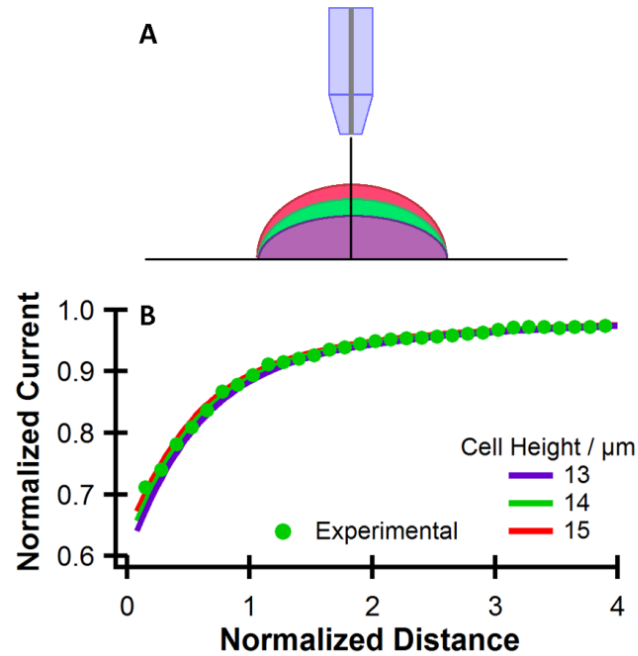 A
B
Normalized Current
1.0
0.9
0.8
0.7
0.6
Cell Height / µm
13
14
15
Experimental
0 1 2 3 4
Normalized Distance